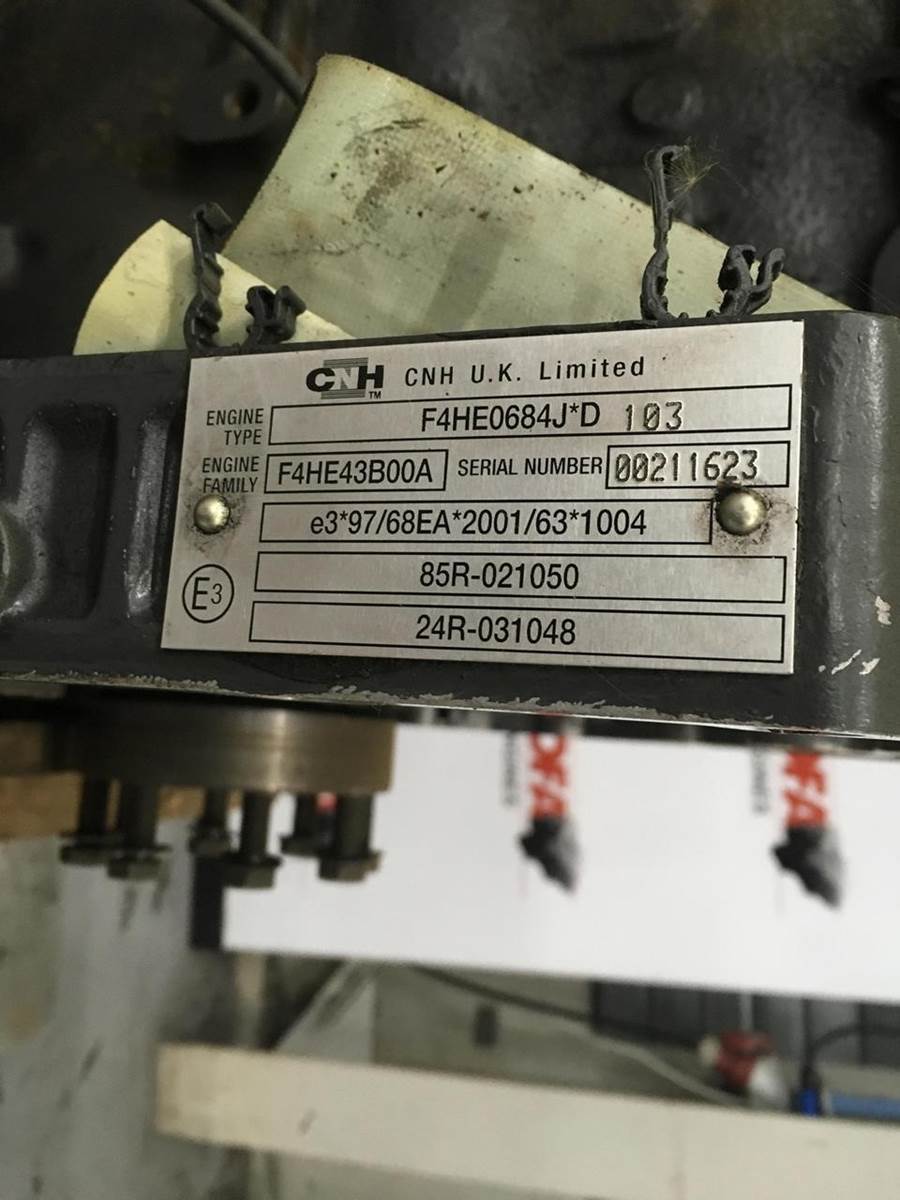 CNH TM CNH U.K. Limited
ENGINE TYPE F4HE0684J*D 103
ENGINE FAMILY F4HE43B00A SERIAL NUMBER 00211623
e3*97/68EA*2001/63*1004
E3 85R-021050
24R-031048